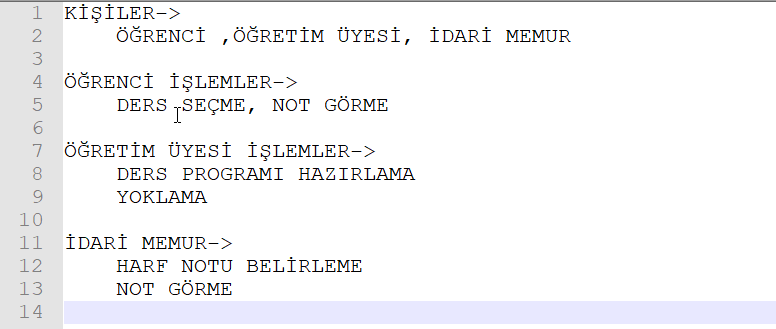 1 KİŞİLER->
2 ÖĞRENCİ ,ÖĞRETİM ÜYESİ, İDARİ MEMUR
3
4 ÖĞRENCİ İŞLEMLER->
5 DERS SEÇME, NOT GÖRME
6
7 ÖĞRETİM ÜYESİ İŞLEMLER->
8 DERS PROGRAMI HAZIRLAMA
9 YOKLAMA
10
11 İDARİ MEMUR->
12 HARF NOTU BELİRLEME
13 NOT GÖRME
14